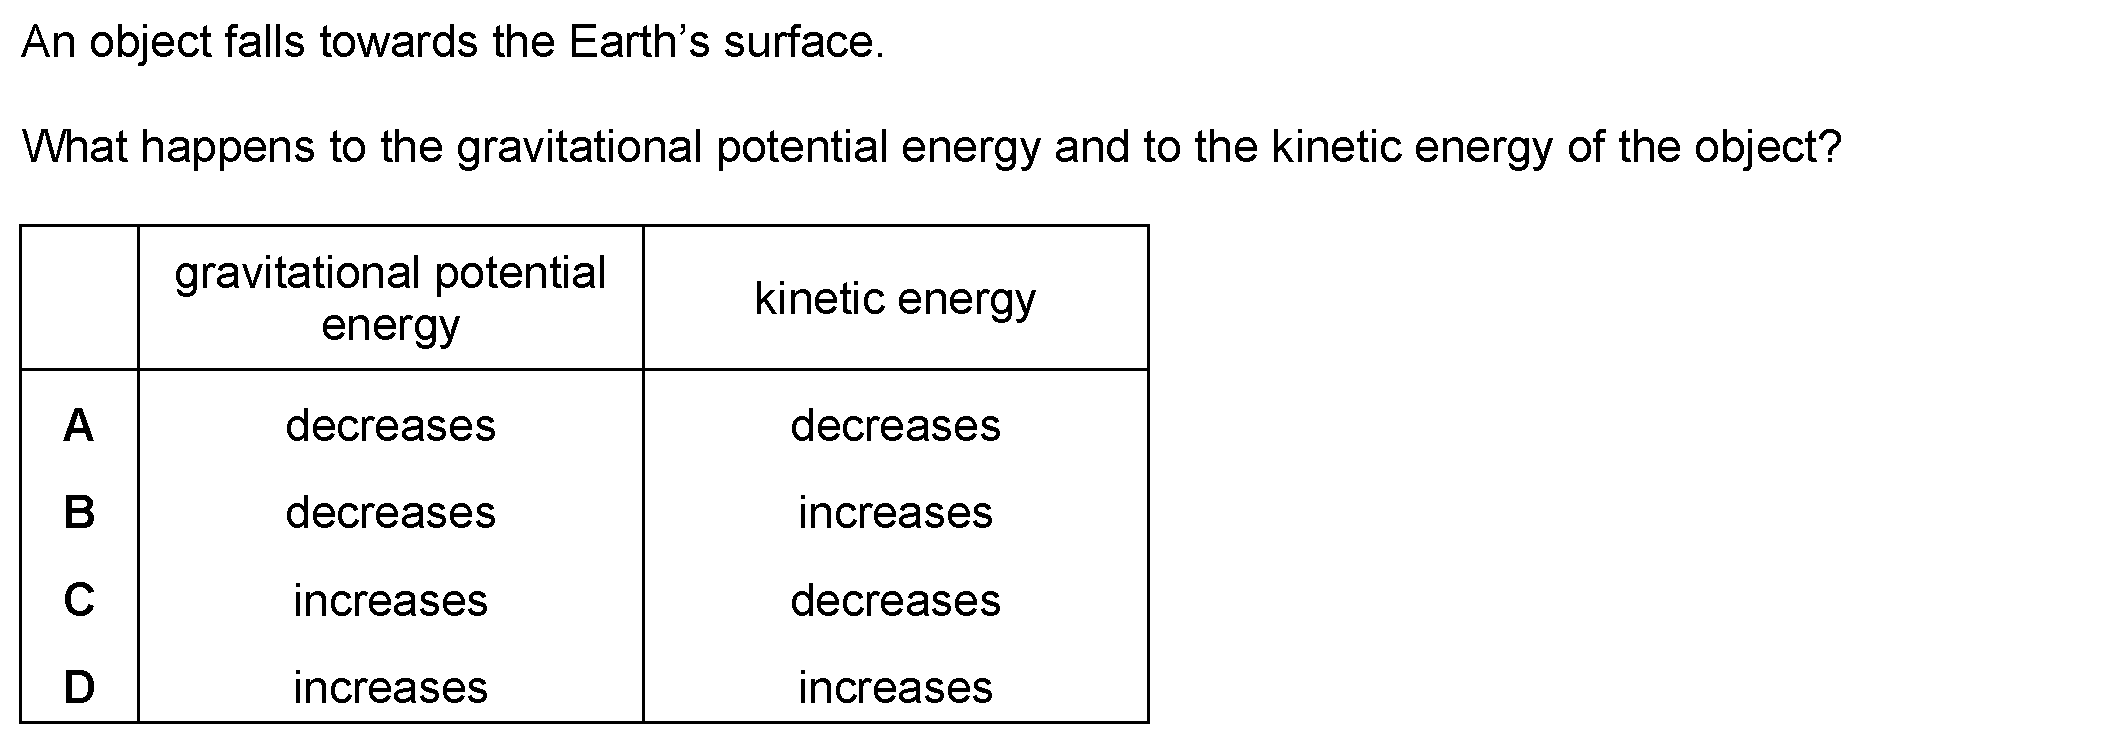 An object falls towards the Earth’s surface.
What happens to the gravitational potential energy and to the kinetic energy of the object?
gravitational potential
energy
kinetic energy
A decreases decreases
B decreases increases
C increases decreases
D increases increases